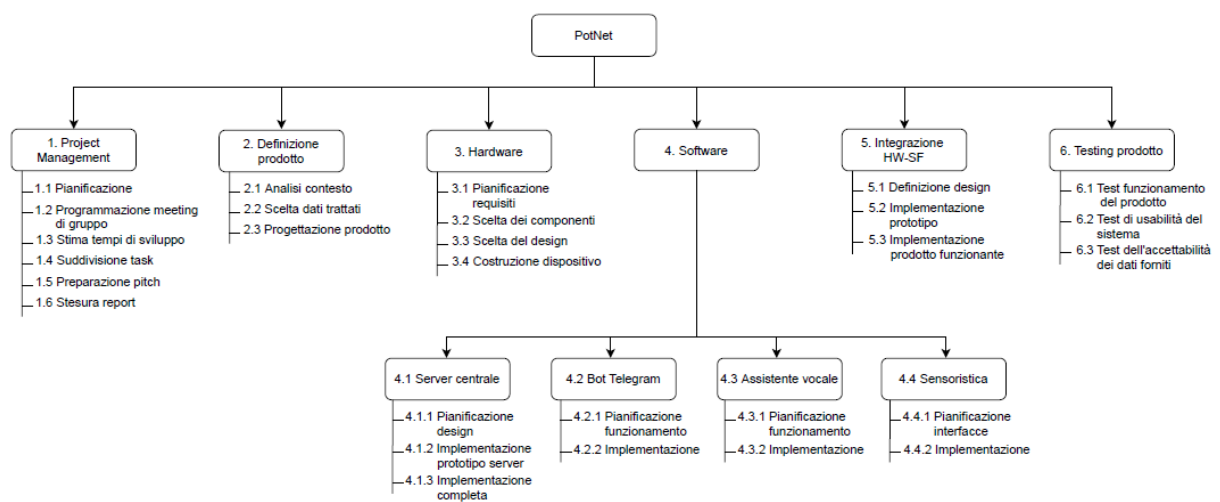 PotNet
1. Project
Management
1.1 Pianificazione
1.2 Programmazione meeting
di gruppo
1.3 Stima tempi di sviluppo
1.4 Suddivisione task
1.5 Preparazione pitch
1.6 Stesura report
2. Definizione
prodotto
2.1 Analisi contesto
2.2 Scelta dati trattati
2.3 Progettazione prodotto
3. Hardware
3.1 Pianificazione
requisiti
3.2 Scelta dei componenti
3.3 Scelta del design
3.4 Costruzione dispositivo
4. Software
5. Integrazione
HW-SF
5.1 Definizione design
5.2 Implementazione
prototipo
5.3 Implementazione
prodotto funzionante
6. Testing prodotto
6.1 Test funzionamento
del prodotto
6.2 Test di usabilità del
sistema
6.3 Test dell'accettabilità
dei dati forniti
4.1 Server centrale
4.1.1 Pianificazione
design
4.1.2 Implementazione
prototipo server
4.1.3 Implementazione
completa
4.2 Bot Telegram
4.2.1 Pianificazione
funzionamento
4.2.2 Implementazione
4.3 Assistente vocale
4.3.1 Pianificazione
funzionamento
4.3.2 Implementazione
4.4 Sensoristica
4.4.1 Pianificazione
interfacce
4.4.2 Implementazione